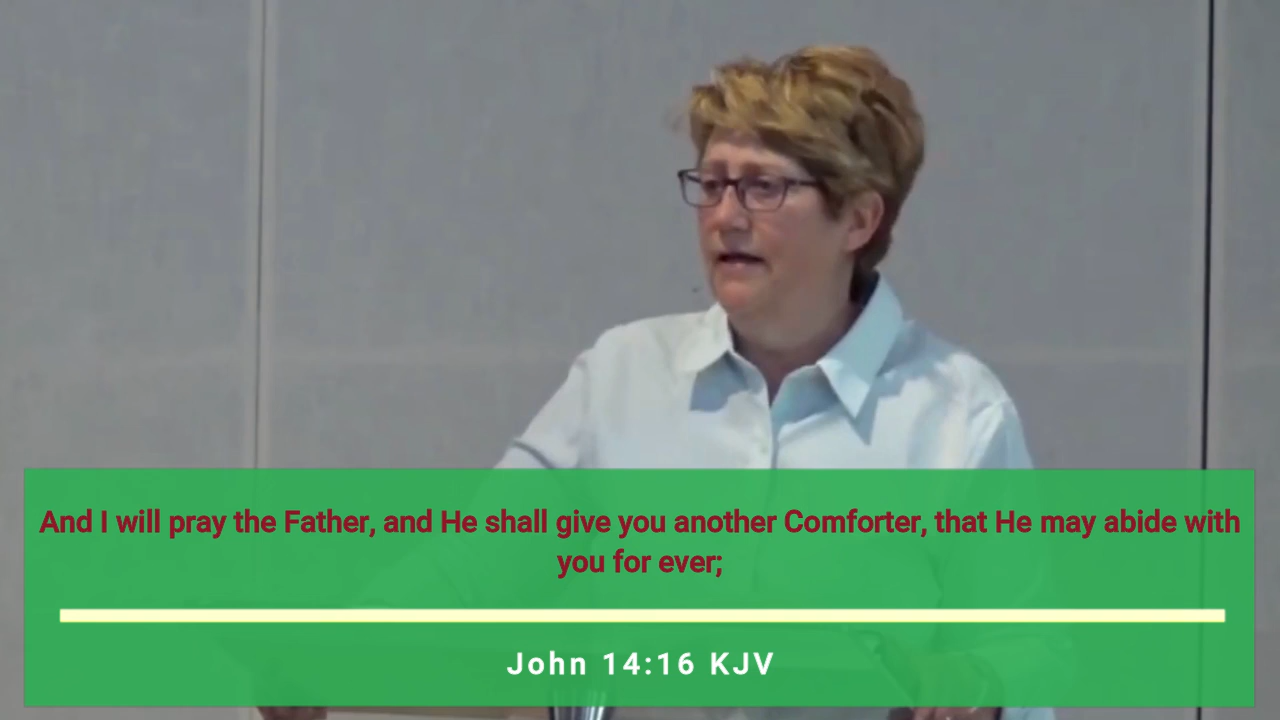 And I will pray the Father, and He shall give you another Comforter, that He may abide with
you for ever;
John 14:16 KJV